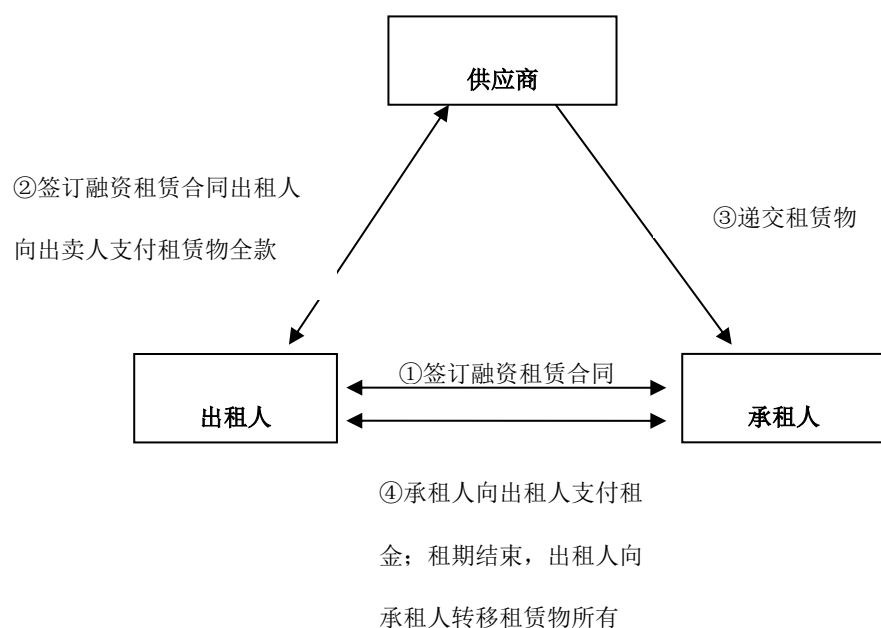 供应商
②签订融资租赁合同出租人
向出卖人支付租赁物全款
③递交租赁物
①签订融资租赁合同
出租人
承租人
④承租人向出租人支付租
金；租期结束，出租人向
承租人转移租赁物所有